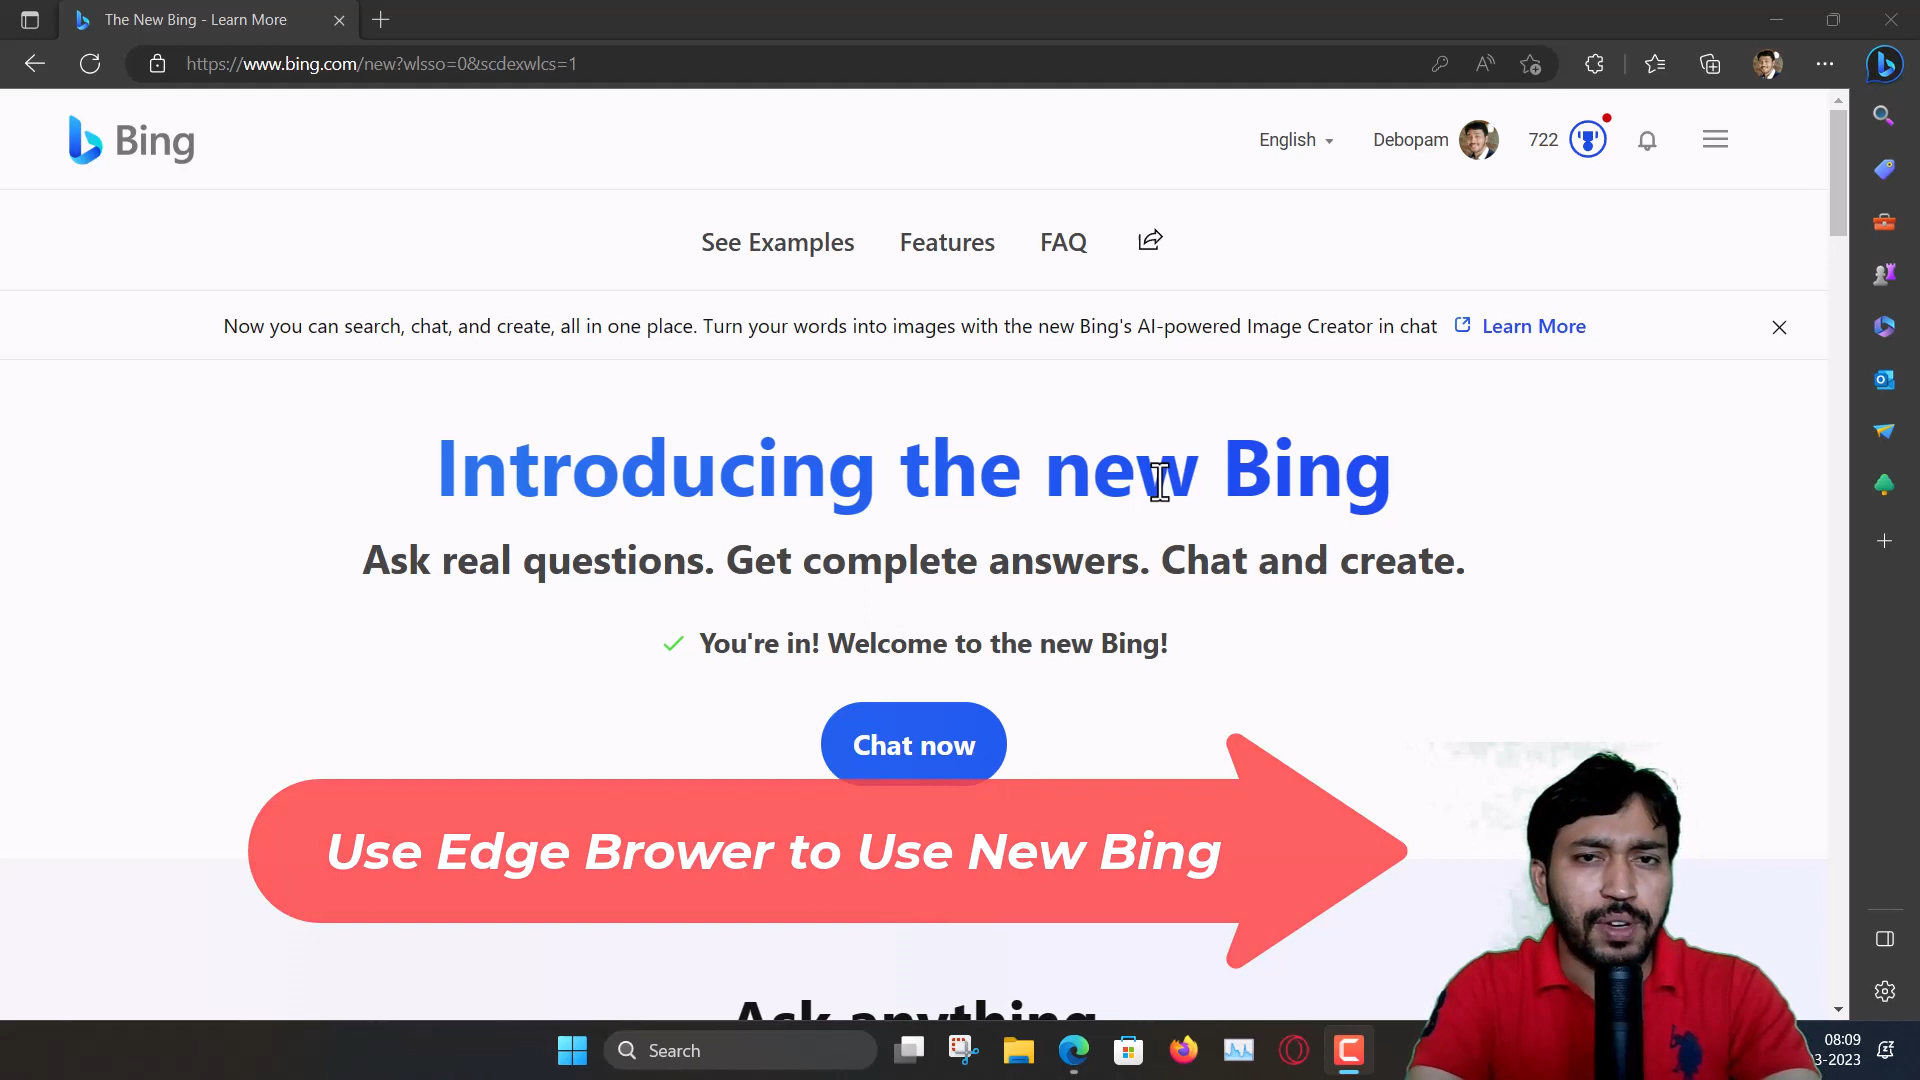 The New Bing - Learn More
https://www.bing.com/new?wlsso=0&scdexwlcs=1
Bing
English
Debopam
722
See Examples
Features
FAQ
Now you can search, chat, and create, all in one place. Turn your words into images with the new Bing's AI-powered Image Creator in chat
Learn More
Introducing the new Bing
Ask real questions. Get complete answers. Chat and create.
You're in! Welcome to the new Bing!
Chat now
Use Edge Brower to Use New Bing
Ask anything
Search
08:09
3-2023